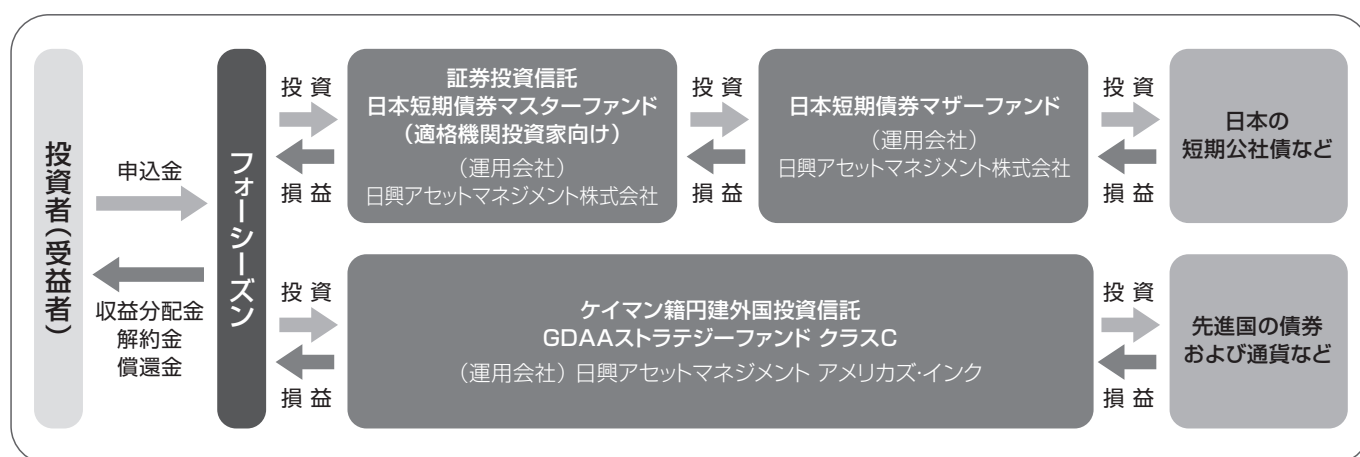 投資者（受益者）
申込金
収益分配金
解約金
償還金
フォーシーズン
投 資
損 益
証券投資信託
日本短期債券マスターファンド
（適格機関投資家向け）
（運用会社）
日興アセットマネジメント株式会社
投 資
損 益
日本短期債券マザーファンド
（運用会社）
日興アセットマネジメント株式会社
投 資
損 益
日本の
短期公社債など
投 資
損 益
ケイマン籍円建外国投資信託
GDAAストラテジーファンド クラスC
（運用会社）日興アセットマネジメント アメリカズ・インク
投 資
損 益
先進国の債券
および通貨など